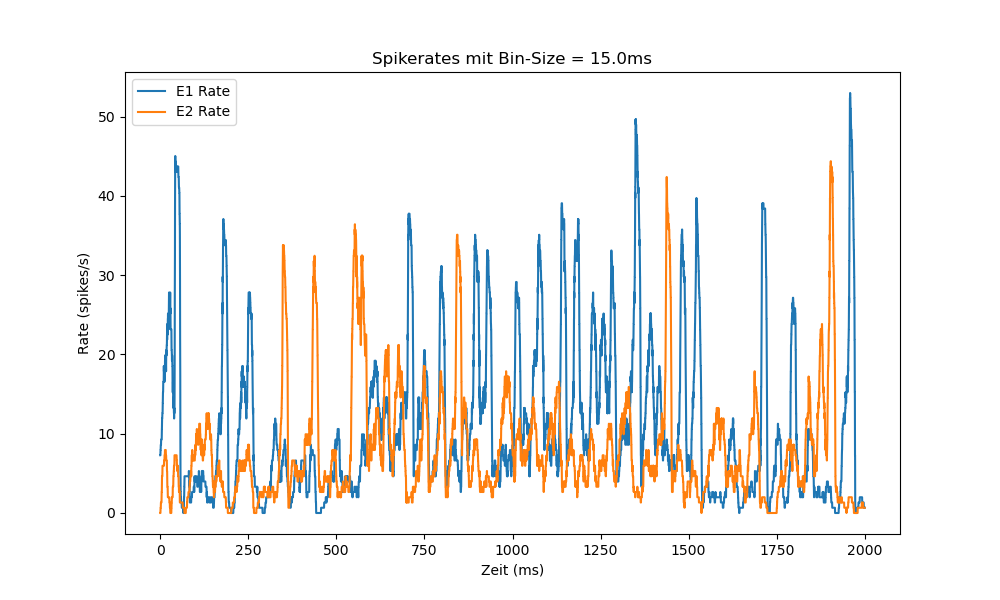 Spikerates mit Bin-Size = 15.0ms
E1 Rate
E2 Rate
50
40
30
20
10
0
Rate (spikes/s)
0 250 500 750 1000 1250 1500 1750 2000
Zeit (ms)